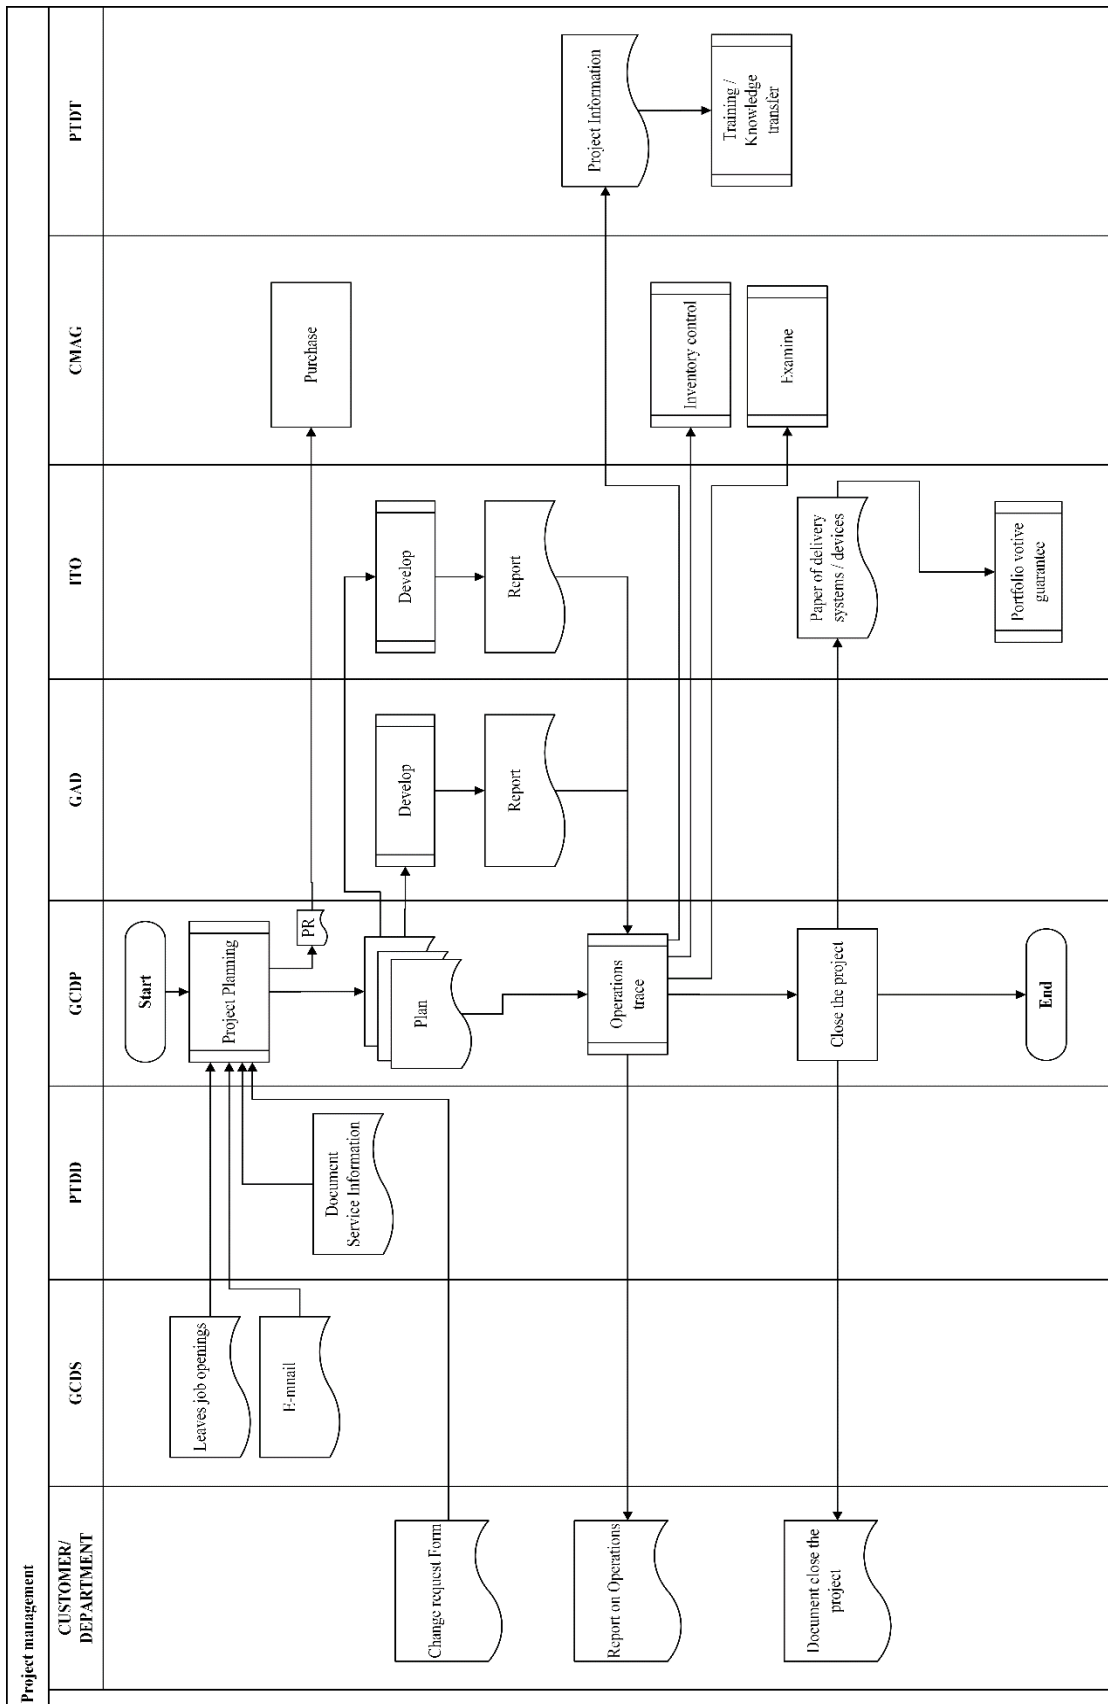 Project management
CUSTOMER/
DEPARTMENT
GCDS
PTDD
GCDP
GAD
ITO
CMAG
PTDT
Start
Leaves job openings
Project Planning
E-mnail
Document
Service Information
PR
Purchase
Change request Form
Plan
Develop
Develop
Report
Report
Project Information
Report on Operations
Operations
trace
Inventory control
Training /
Knowledge
transfer
Examine
Document close the
project
Close the project
Paper of delivery
systems / devices
Portfolio votive
guarantee
End